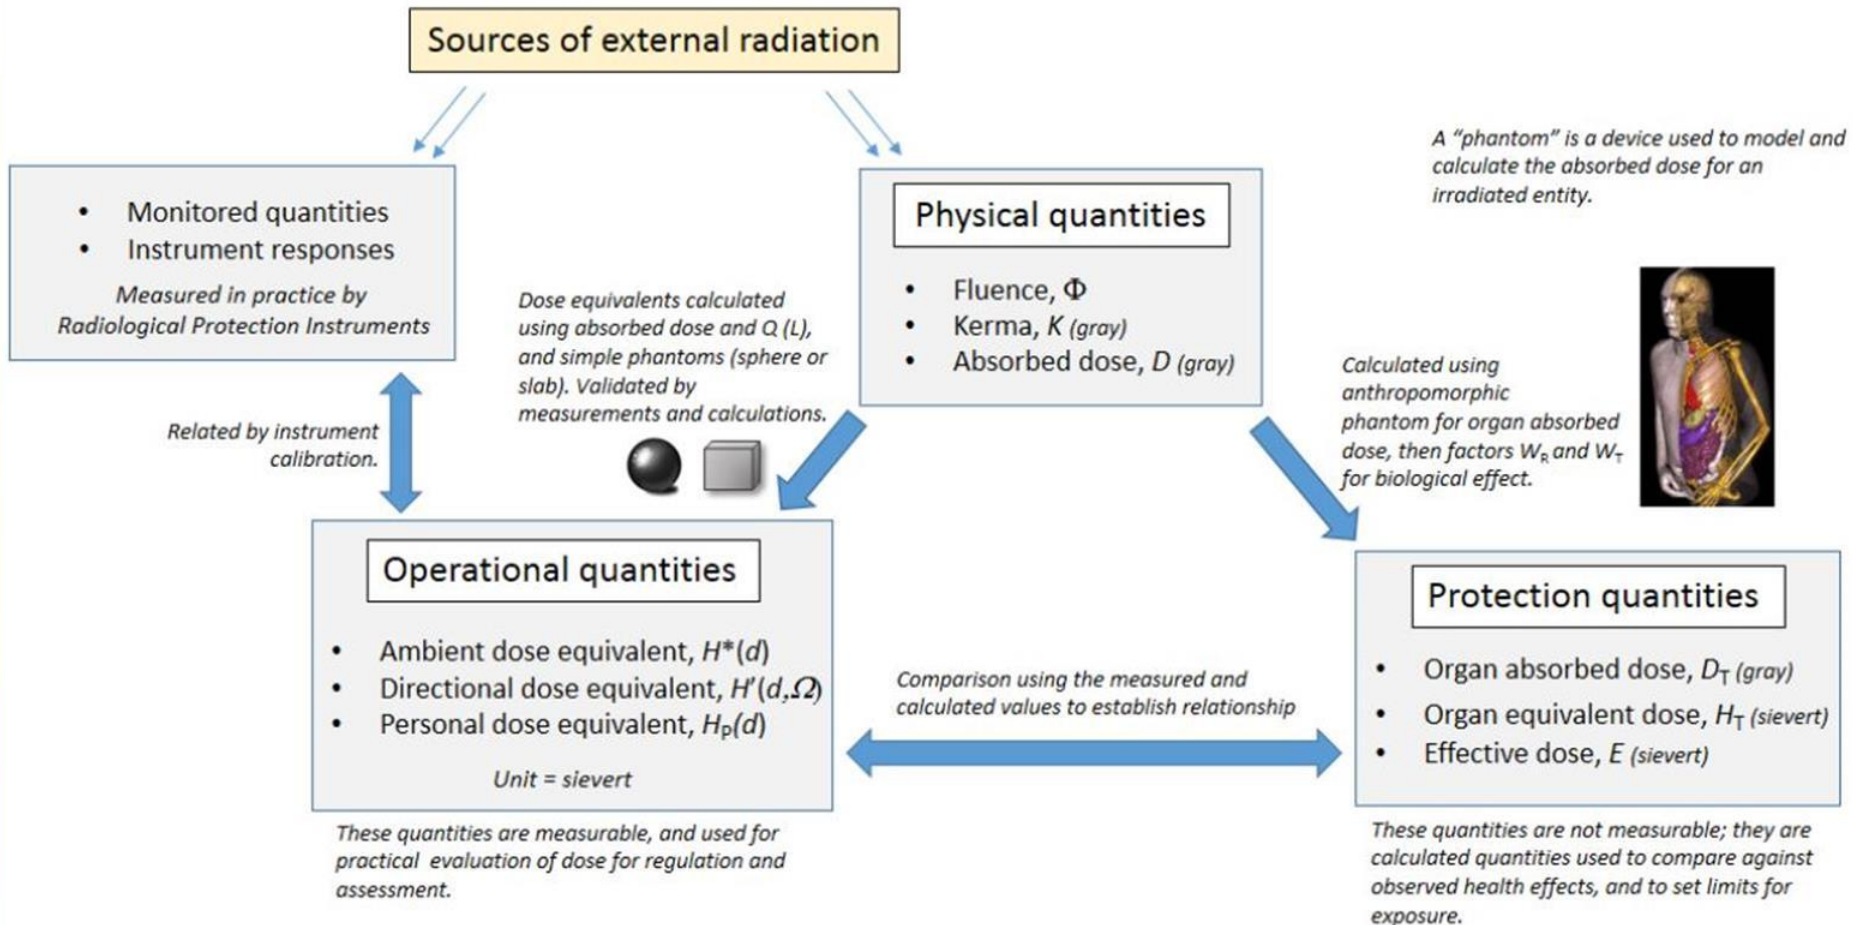 Sources of external radiation
A “phantom” is a device used to model and
calculate the absorbed dose for an
irradiated entity.
• Monitored quantities
• Instrument responses
Measured in practice by
Radiological Protection Instruments
Physical quantities
• Fluence, Φ
• Kerma, K (gray)
• Absorbed dose, D (gray)
Dose equivalents calculated
using absorbed dose and Q (L),
and simple phantoms (sphere or
slab). Validated by
measurements and calculations.
Calculated using
anthropomorphic
phantom for organ absorbed
dose, then factors W_R and W_T
for biological effect.
Related by instrument
calibration.
Operational quantities
• Ambient dose equivalent, H*(d)
• Directional dose equivalent, H'(d,Ω)
• Personal dose equivalent, H_P(d)
Unit = sievert
These quantities are measurable, and used for
practical evaluation of dose for regulation and
assessment.
Comparison using the measured and
calculated values to establish relationship
Protection quantities
• Organ absorbed dose, D_T (gray)
• Organ equivalent dose, H_T (sievert)
• Effective dose, E (sievert)
These quantities are not measurable; they are
calculated quantities used to compare against
observed health effects, and to set limits for
exposure.